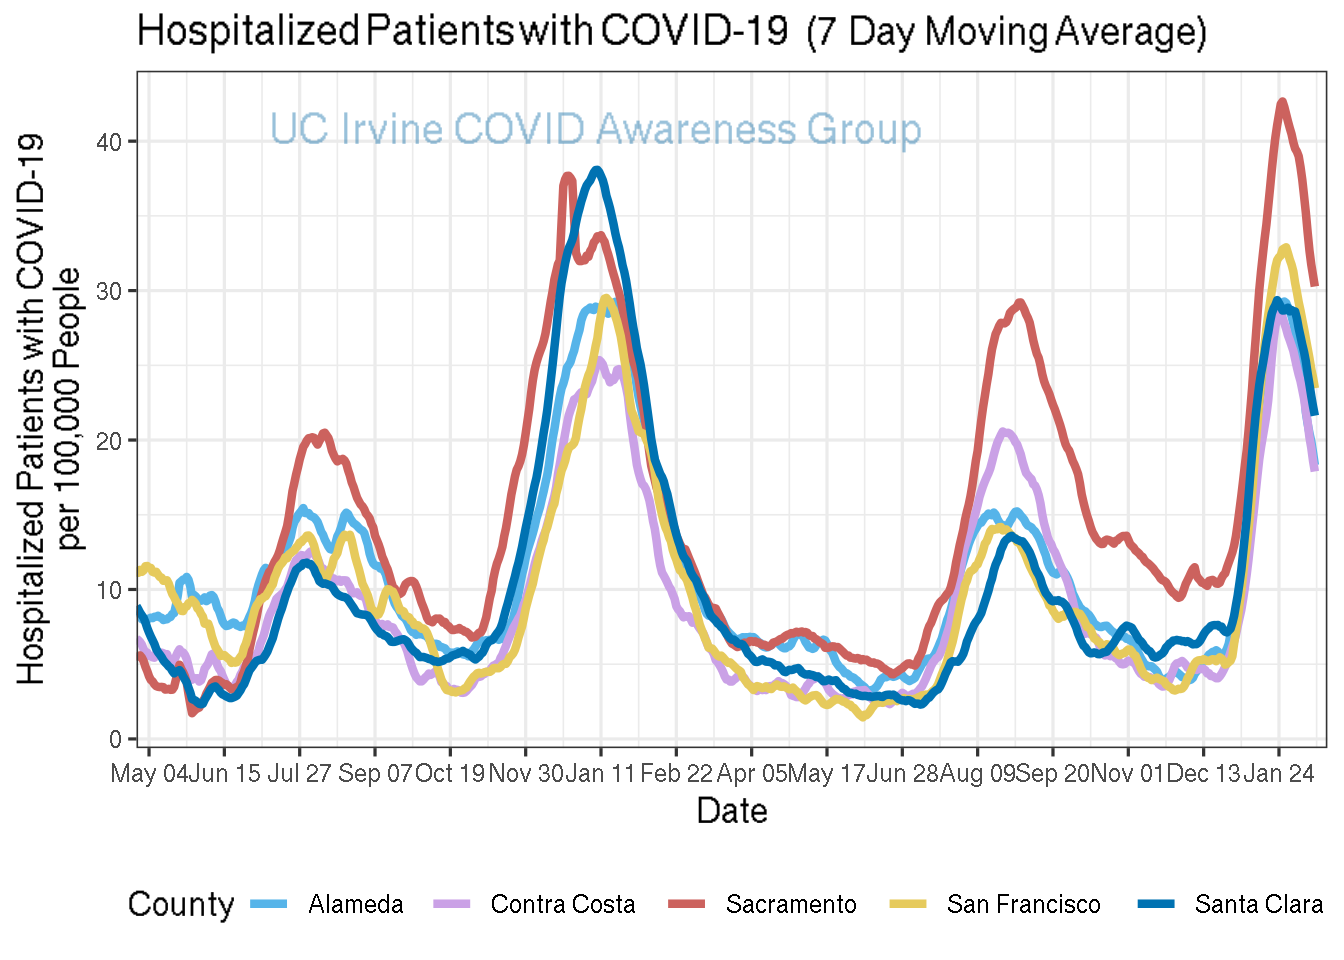 Hospitalized Patients with COVID-19 (7 Day Moving Average)
UC Irvine COVID Awareness Group
Hospitalized Patients with COVID-19
per 100,000 People
40
30
20
10
0
May 04 Jun 15 Jul 27 Sep 07 Oct 19 Nov 30 Jan 11 Feb 22 Apr 05 May 17 Jun 28 Aug 09 Sep 20 Nov 01 Dec 13 Jan 24
Date
County Alameda Contra Costa Sacramento San Francisco Santa Clara